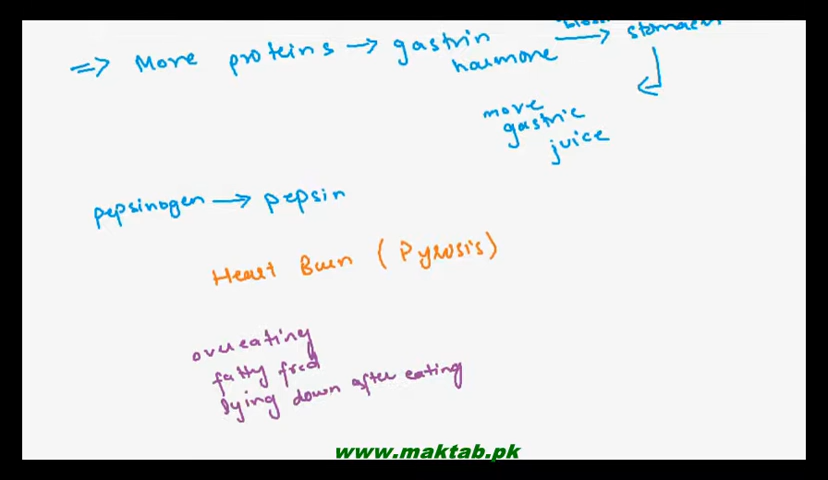 => More proteins → gastrin
harmone → stomach
more
gastric
juice
pepsinogen → pepsin
Heart Burn (Pyrosis)
overeating
fatty fred
lying down after eating
www.maktab.pk